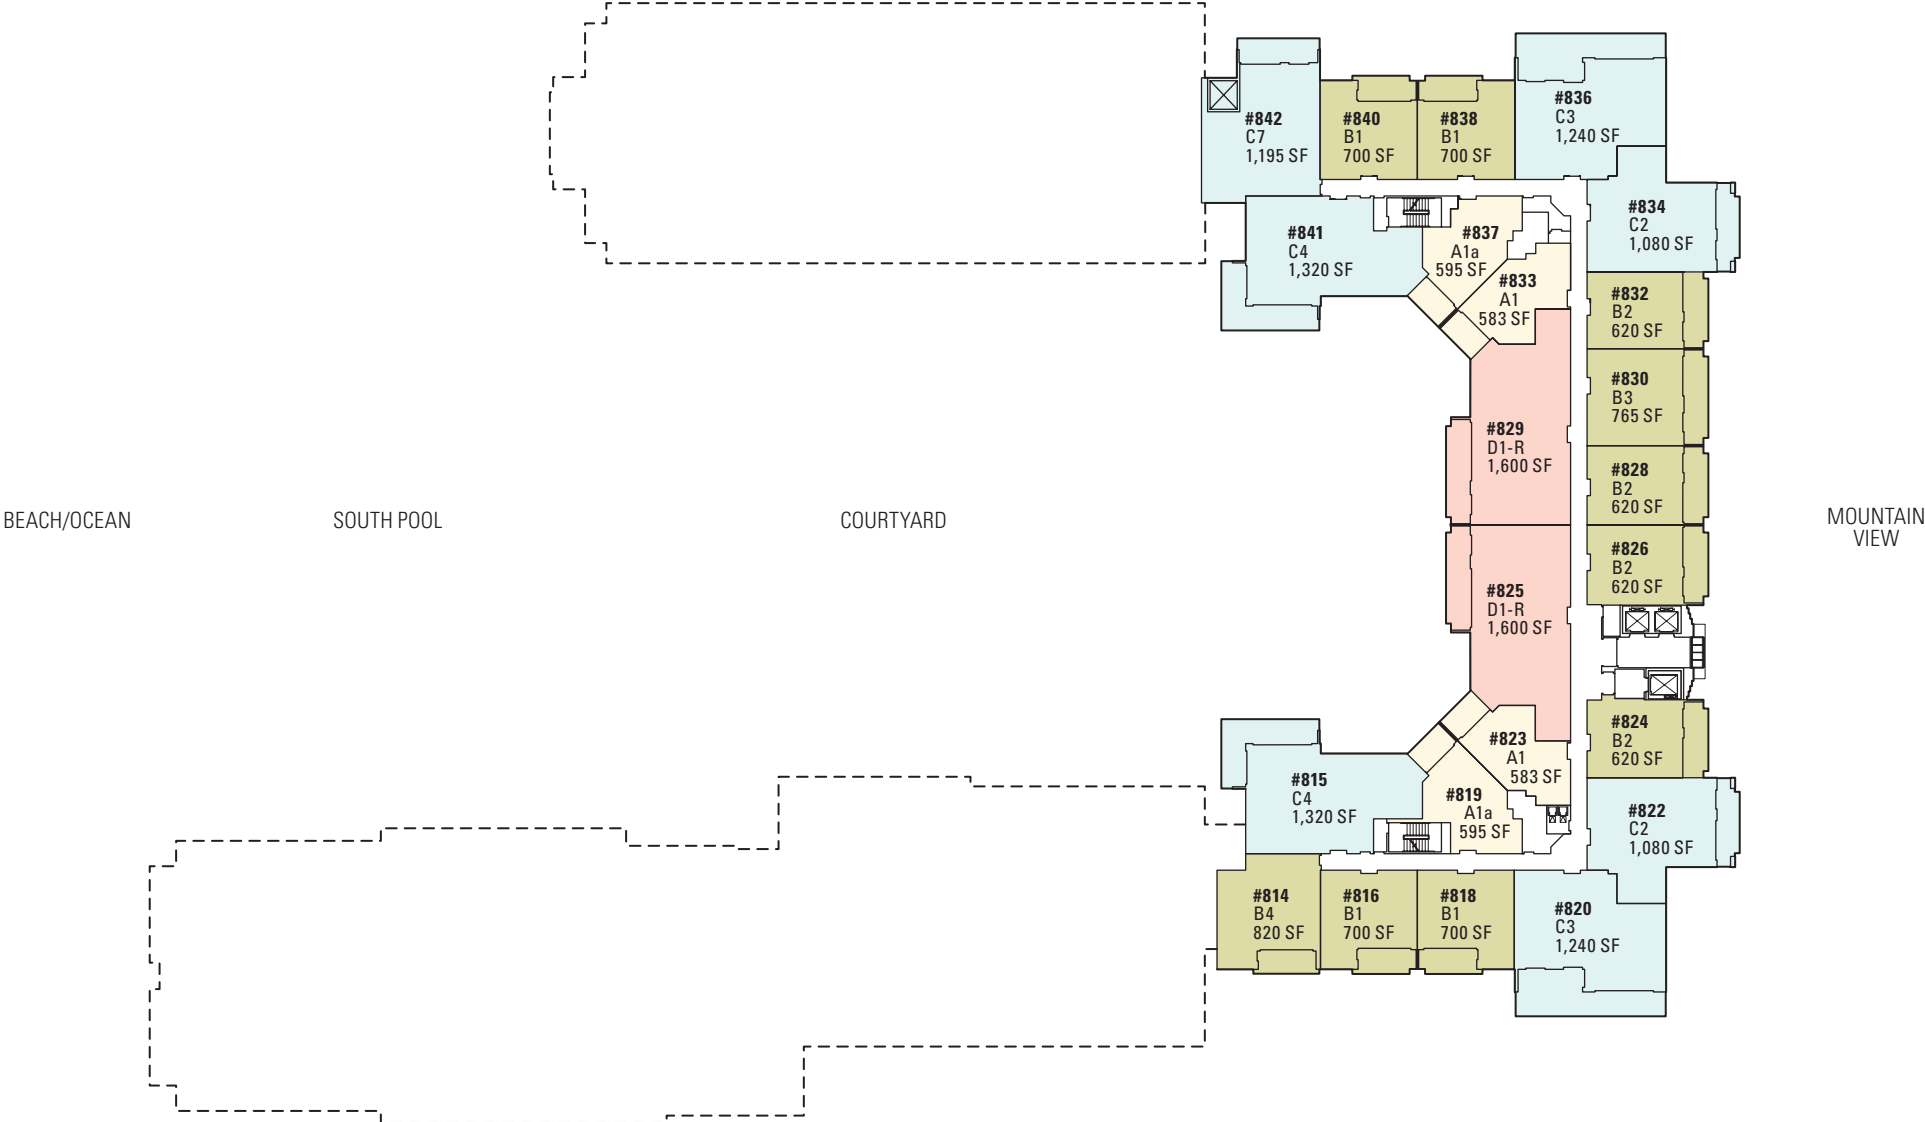 #842
C7
1,195 SF
#840
B1
700 SF
#838
B1
700 SF
#836
C3
1,240 SF
#841
C4
1,320 SF
#837
A1a
595 SF
#833
A1
583 SF
#834
C2
1,080 SF
#832
B2
620 SF
#830
B3
765 SF
#829
D1-R
1,600 SF
#828
B2
620 SF
BEACH/OCEAN
SOUTH POOL
COURTYARD
MOUNTAIN
VIEW
#826
B2
620 SF
#825
D1-R
1,600 SF
#824
B2
620 SF
#823
A1
583 SF
#815
C4
1,320 SF
#819
A1a
595 SF
#822
C2
1,080 SF
#814
B4
820 SF
#816
B1
700 SF
#818
B1
700 SF
#820
C3
1,240 SF